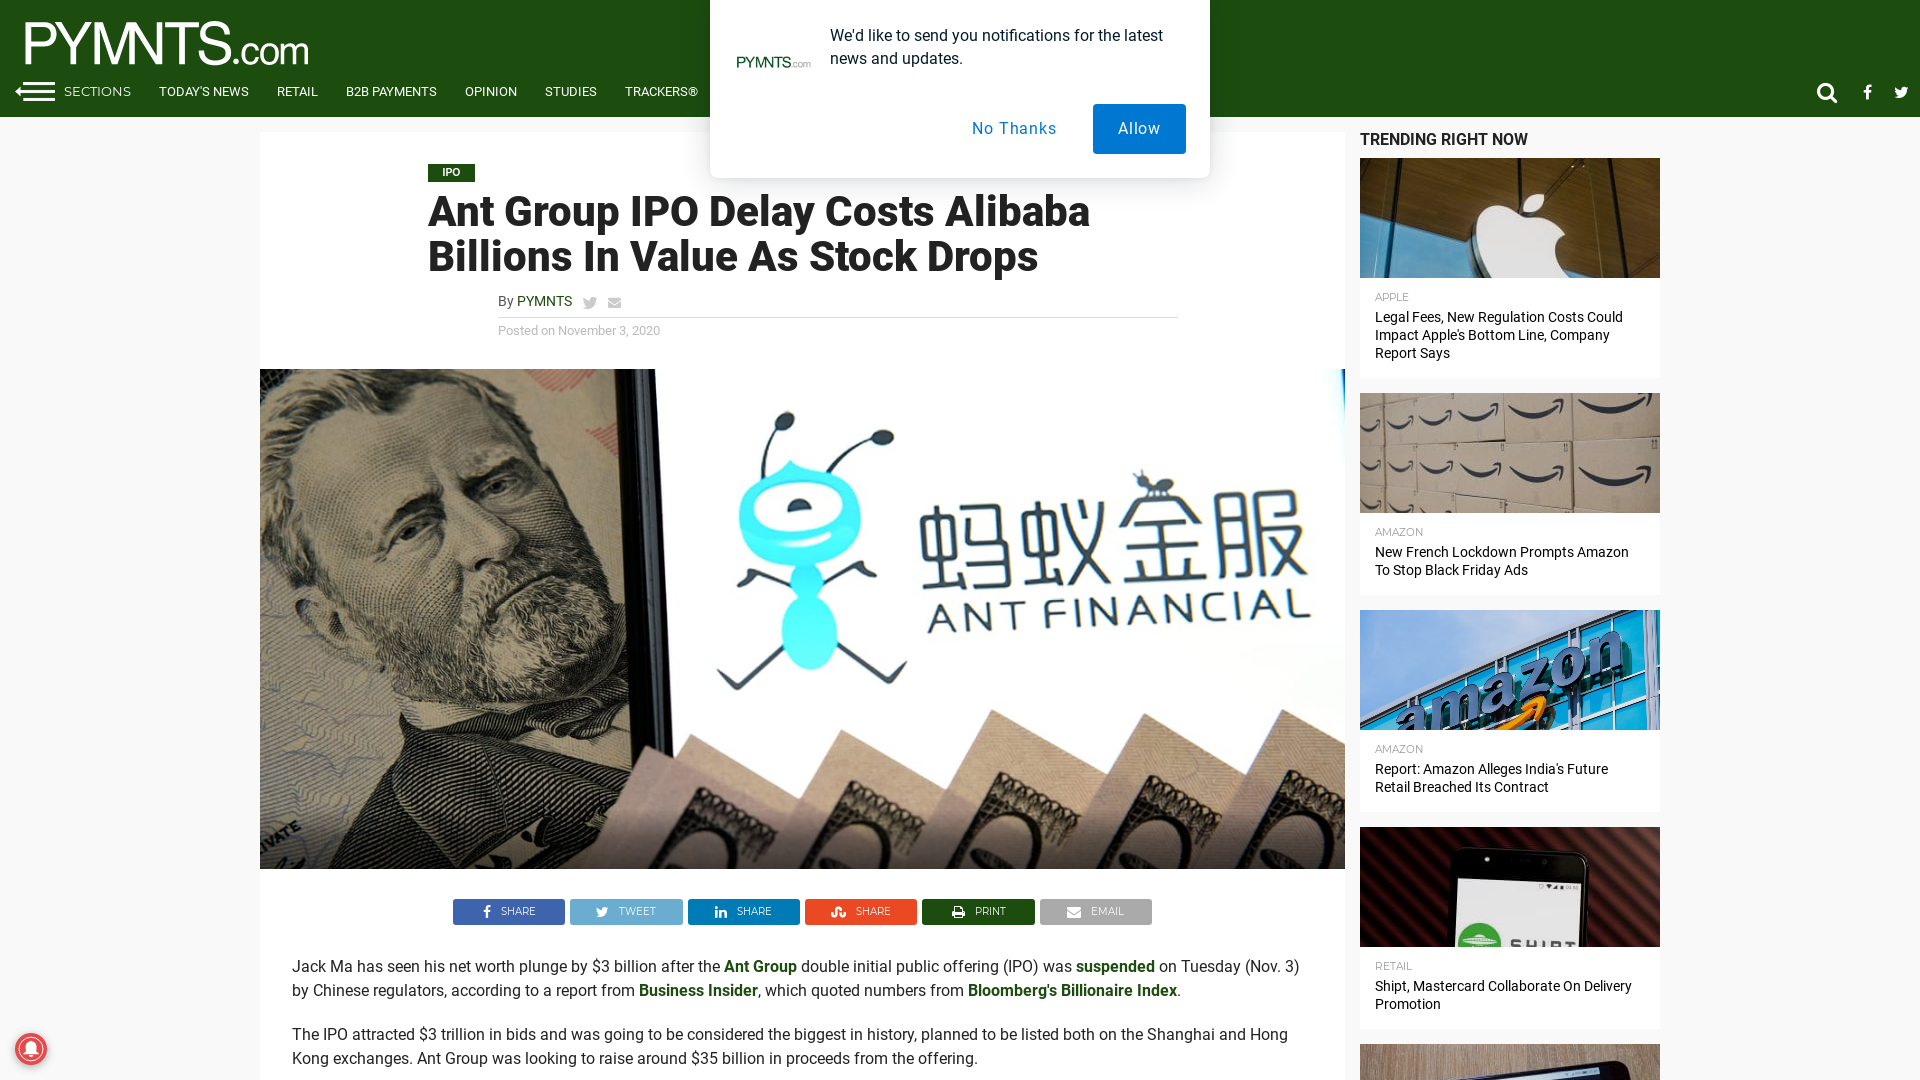 PYMNTS.com
SECTIONS
TODAY'S NEWS
RETAIL
B2B PAYMENTS
OPINION
STUDIES
TRACKERS®
PYMNTS.com
We'd like to send you notifications for the latest
news and updates.
No Thanks
Allow
IPO
Ant Group IPO Delay Costs Alibaba
Billions In Value As Stock Drops
By PYMNTS
Posted on November 3, 2020
蚂蚁金服
ANT FINANCIAL
SHARE
TWEET
SHARE
SHARE
PRINT
EMAIL
Jack Ma has seen his net worth plunge by $3 billion after the Ant Group double initial public offering (IPO) was suspended on Tuesday (Nov. 3)
by Chinese regulators, according to a report from Business Insider, which quoted numbers from Bloomberg's Billionaire Index.
The IPO attracted $3 trillion in bids and was going to be considered the biggest in history, planned to be listed both on the Shanghai and Hong
Kong exchanges. Ant Group was looking to raise around $35 billion in proceeds from the offering.
TRENDING RIGHT NOW
APPLE
Legal Fees, New Regulation Costs Could
Impact Apple's Bottom Line, Company
Report Says
AMAZON
New French Lockdown Prompts Amazon
To Stop Black Friday Ads
amazon
AMAZON
Report: Amazon Alleges India's Future
Retail Breached Its Contract
SHIPT
RETAIL
Shipt, Mastercard Collaborate On Delivery
Promotion